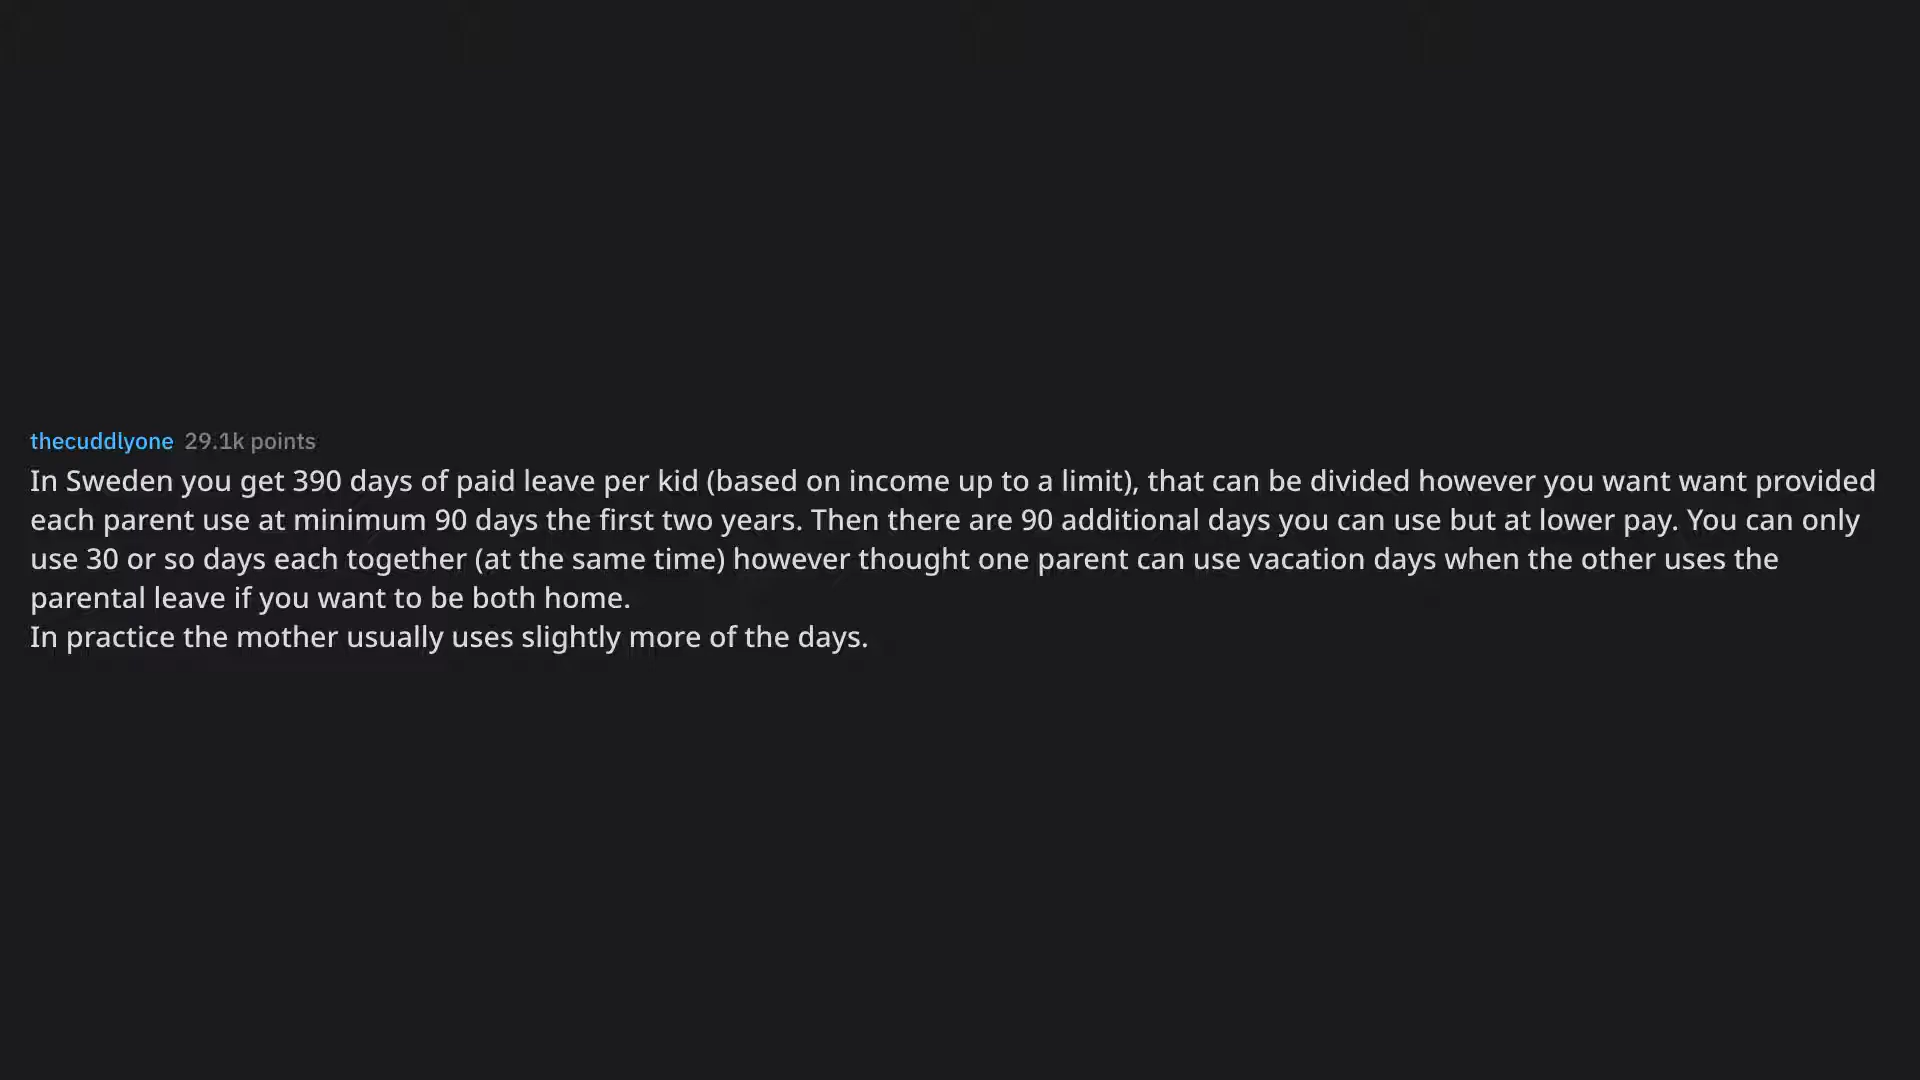 thecuddlyone 29.1k points
In Sweden you get 390 days of paid leave per kid (based on income up to a limit), that can be divided however you want want provided
each parent use at minimum 90 days the first two years. Then there are 90 additional days you can use but at lower pay. You can only
use 30 or so days each together (at the same time) however thought one parent can use vacation days when the other uses the
parental leave if you want to be both home.
In practice the mother usually uses slightly more of the days.